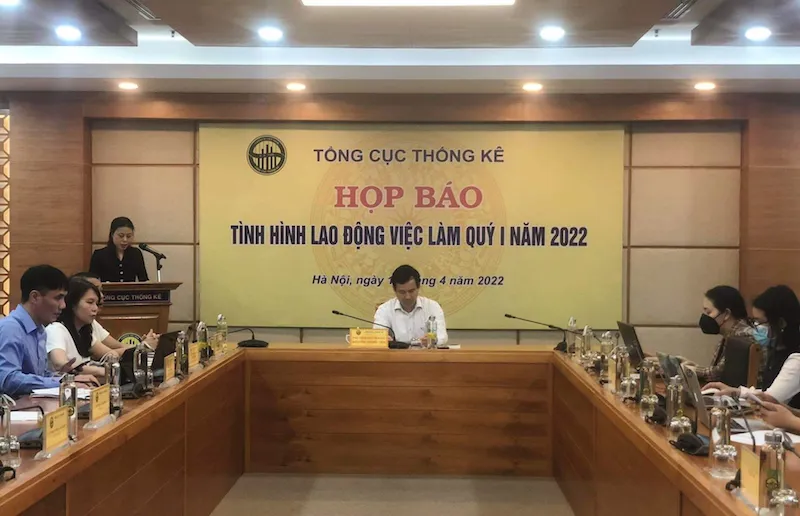 TỔNG CỤC THỐNG KÊ
HỌP BÁO
TÌNH HÌNH LAO ĐỘNG VIỆC LÀM QUÝ I NĂM 2022
Hà Nội, ngày tháng 4 năm 2022
TỔNG CỤC THỐNG KÊ